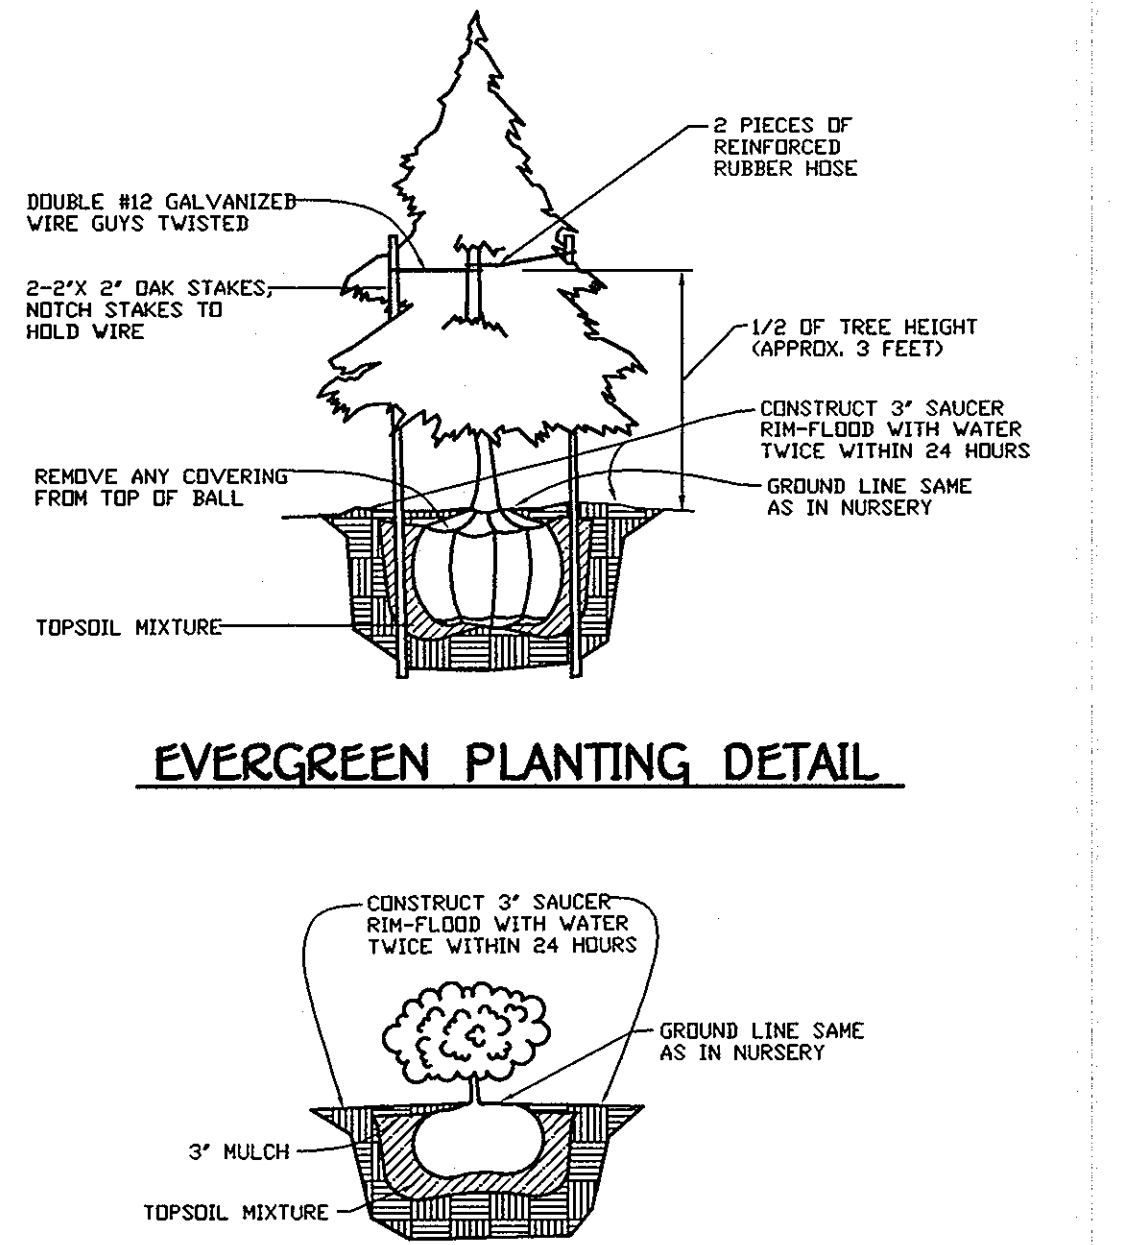 2 PIECES OF
REINFORCED
RUBBER HOSE
DOUBLE #12 GALVANIZED
WIRE GUYS TWISTED
2-2"X 2" OAK STAKES,
NOTCH STAKES TO
HOLD WIRE
1/2 OF TREE HEIGHT
(APPROX. 3 FEET)
CONSTRUCT 3" SAUCER
RIM-FLOOD WITH WATER
TWICE WITHIN 24 HOURS
REMOVE ANY COVERING
FROM TOP OF BALL
GROUND LINE SAME
AS IN NURSERY
TOPSOIL MIXTURE
EVERGREEN PLANTING DETAIL
CONSTRUCT 3" SAUCER
RIM-FLOOD WITH WATER
TWICE WITHIN 24 HOURS
GROUND LINE SAME
AS IN NURSERY
3" MULCH
TOPSOIL MIXTURE